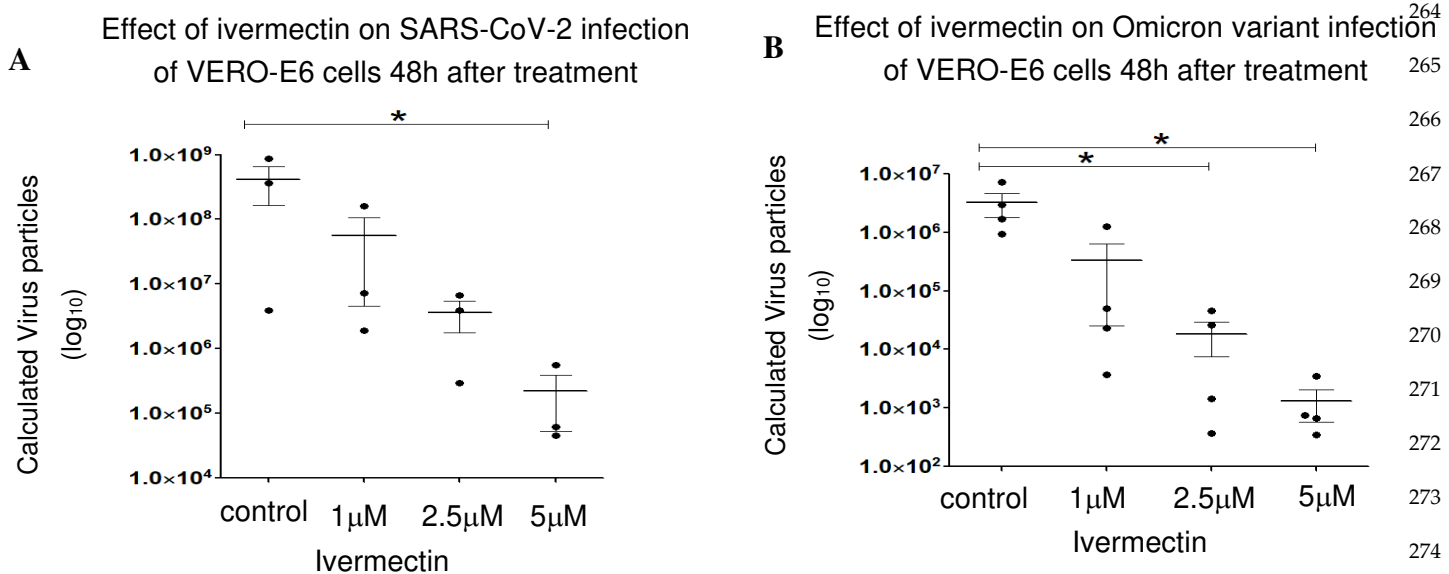 A
Effect of ivermectin on SARS-CoV-2 infection
of VERO-E6 cells 48h after treatment
*
Calculated Virus particles
(log10)
1.0×10⁹
1.0×10⁸
1.0×10⁷
1.0×10⁶
1.0×10⁵
1.0×10⁴
control 1μM 2.5μM 5μM
Ivermectin
B
Effect of ivermectin on Omicron variant infection
of VERO-E6 cells 48h after treatment
*
*
Calculated Virus particles
(log10)
1.0×10⁷
1.0×10⁶
1.0×10⁵
1.0×10⁴
1.0×10³
1.0×10²
control 1μM 2.5μM 5μM
Ivermectin
264
265
266
267
268
269
270
271
272
273
274